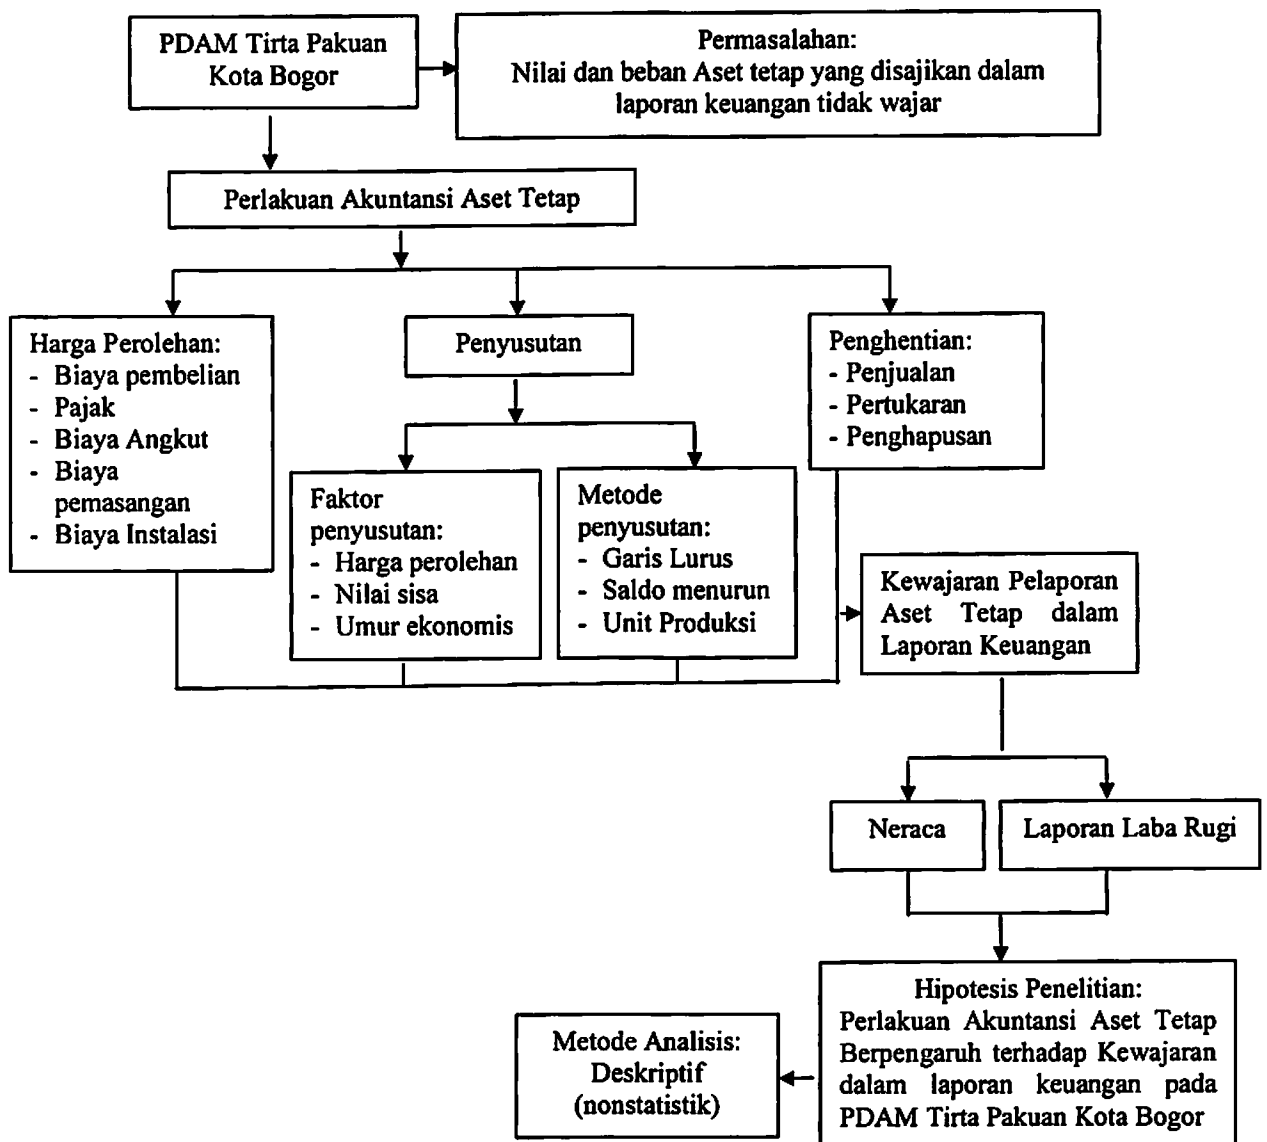 PDAM Tirta Pakuan
Kota Bogor
Permasalahan:
Nilai dan beban Aset tetap yang disajikan dalam
laporan keuangan tidak wajar
Perlakuan Akuntansi Aset Tetap
Harga Perolehan:
- Biaya pembelian
- Pajak
- Biaya Angkut
- Biaya
pemasangan
- Biaya Instalasi
Penyusutan
Penghentian:
- Penjualan
- Pertukaran
- Penghapusan
Faktor
penyusutan:
- Harga perolehan
- Nilai sisa
- Umur ekonomis
Metode
penyusutan:
- Garis Lurus
- Saldo menurun
- Unit Produksi
Kewajaran Pelaporan
Aset Tetap dalam
Laporan Keuangan
Neraca
Laporan Laba Rugi
Hipotesis Penelitian:
Perlakuan Akuntansi Aset Tetap
Berpengaruh terhadap Kewajaran
dalam laporan keuangan pada
PDAM Tirta Pakuan Kota Bogor
Metode Analisis:
Deskriptif
(nonstatistik)